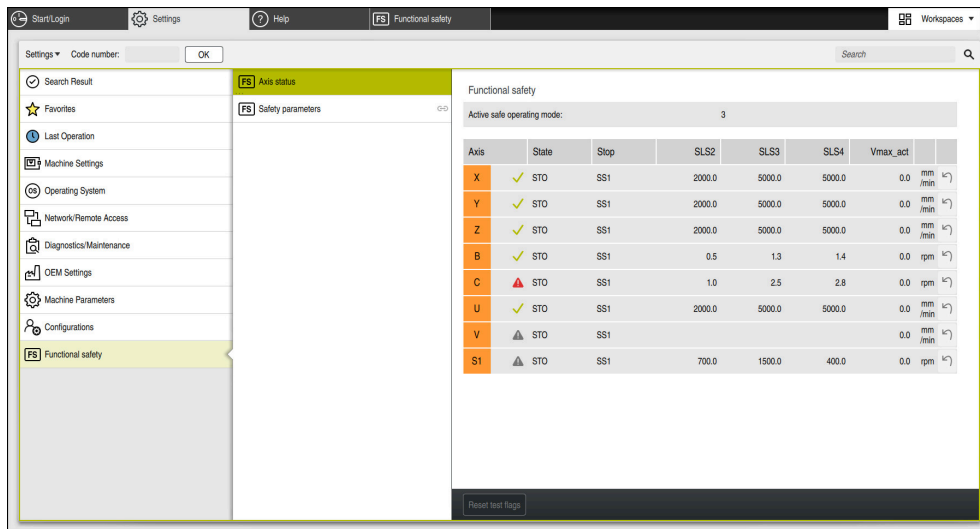 Start/Login
Settings
Help
FS Functional safety
Workspaces
Settings
Code number:
OK
Search
Search Result
Favorites
Last Operation
Machine Settings
OS Operating System
Network/Remote Access
Diagnostics/Maintenance
OEM Settings
Machine Parameters
Configurations
FS Functional safety
FS Axis status
FS Safety parameters
Functional safety
Active safe operating mode: 3
Axis State Stop SLS2 SLS3 SLS4 Vmax_act
X STO SS1 2000.0 5000.0 5000.0 0.0 mm
/min
Y STO SS1 2000.0 5000.0 5000.0 0.0 mm
/min
Z STO SS1 2000.0 5000.0 5000.0 0.0 mm
/min
B STO SS1 0.5 1.3 1.4 0.0 rpm
C STO SS1 1.0 2.5 2.8 0.0 rpm
U STO SS1 2000.0 5000.0 5000.0 0.0 mm
/min
V STO SS1 0.0 mm
/min
S1 STO SS1 700.0 1500.0 400.0 0.0 rpm
Reset test flags